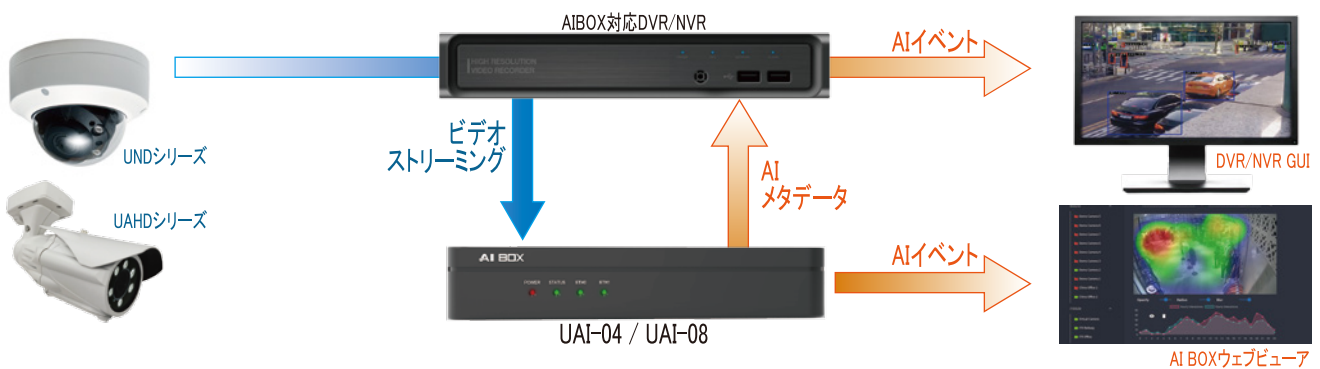 AIBOX対応DVR/NVR
AIイベント
HIGH RESOLUTION
VIDEO RECORDER
UNDシリーズ
ビデオ
ストリーミング
AI
メタデータ
DVR/NVR GUI
UAHDシリーズ
AI BOX
POWER STATUS
AIイベント
UAI-04 / UAI-08
AI BOXウェブビューア